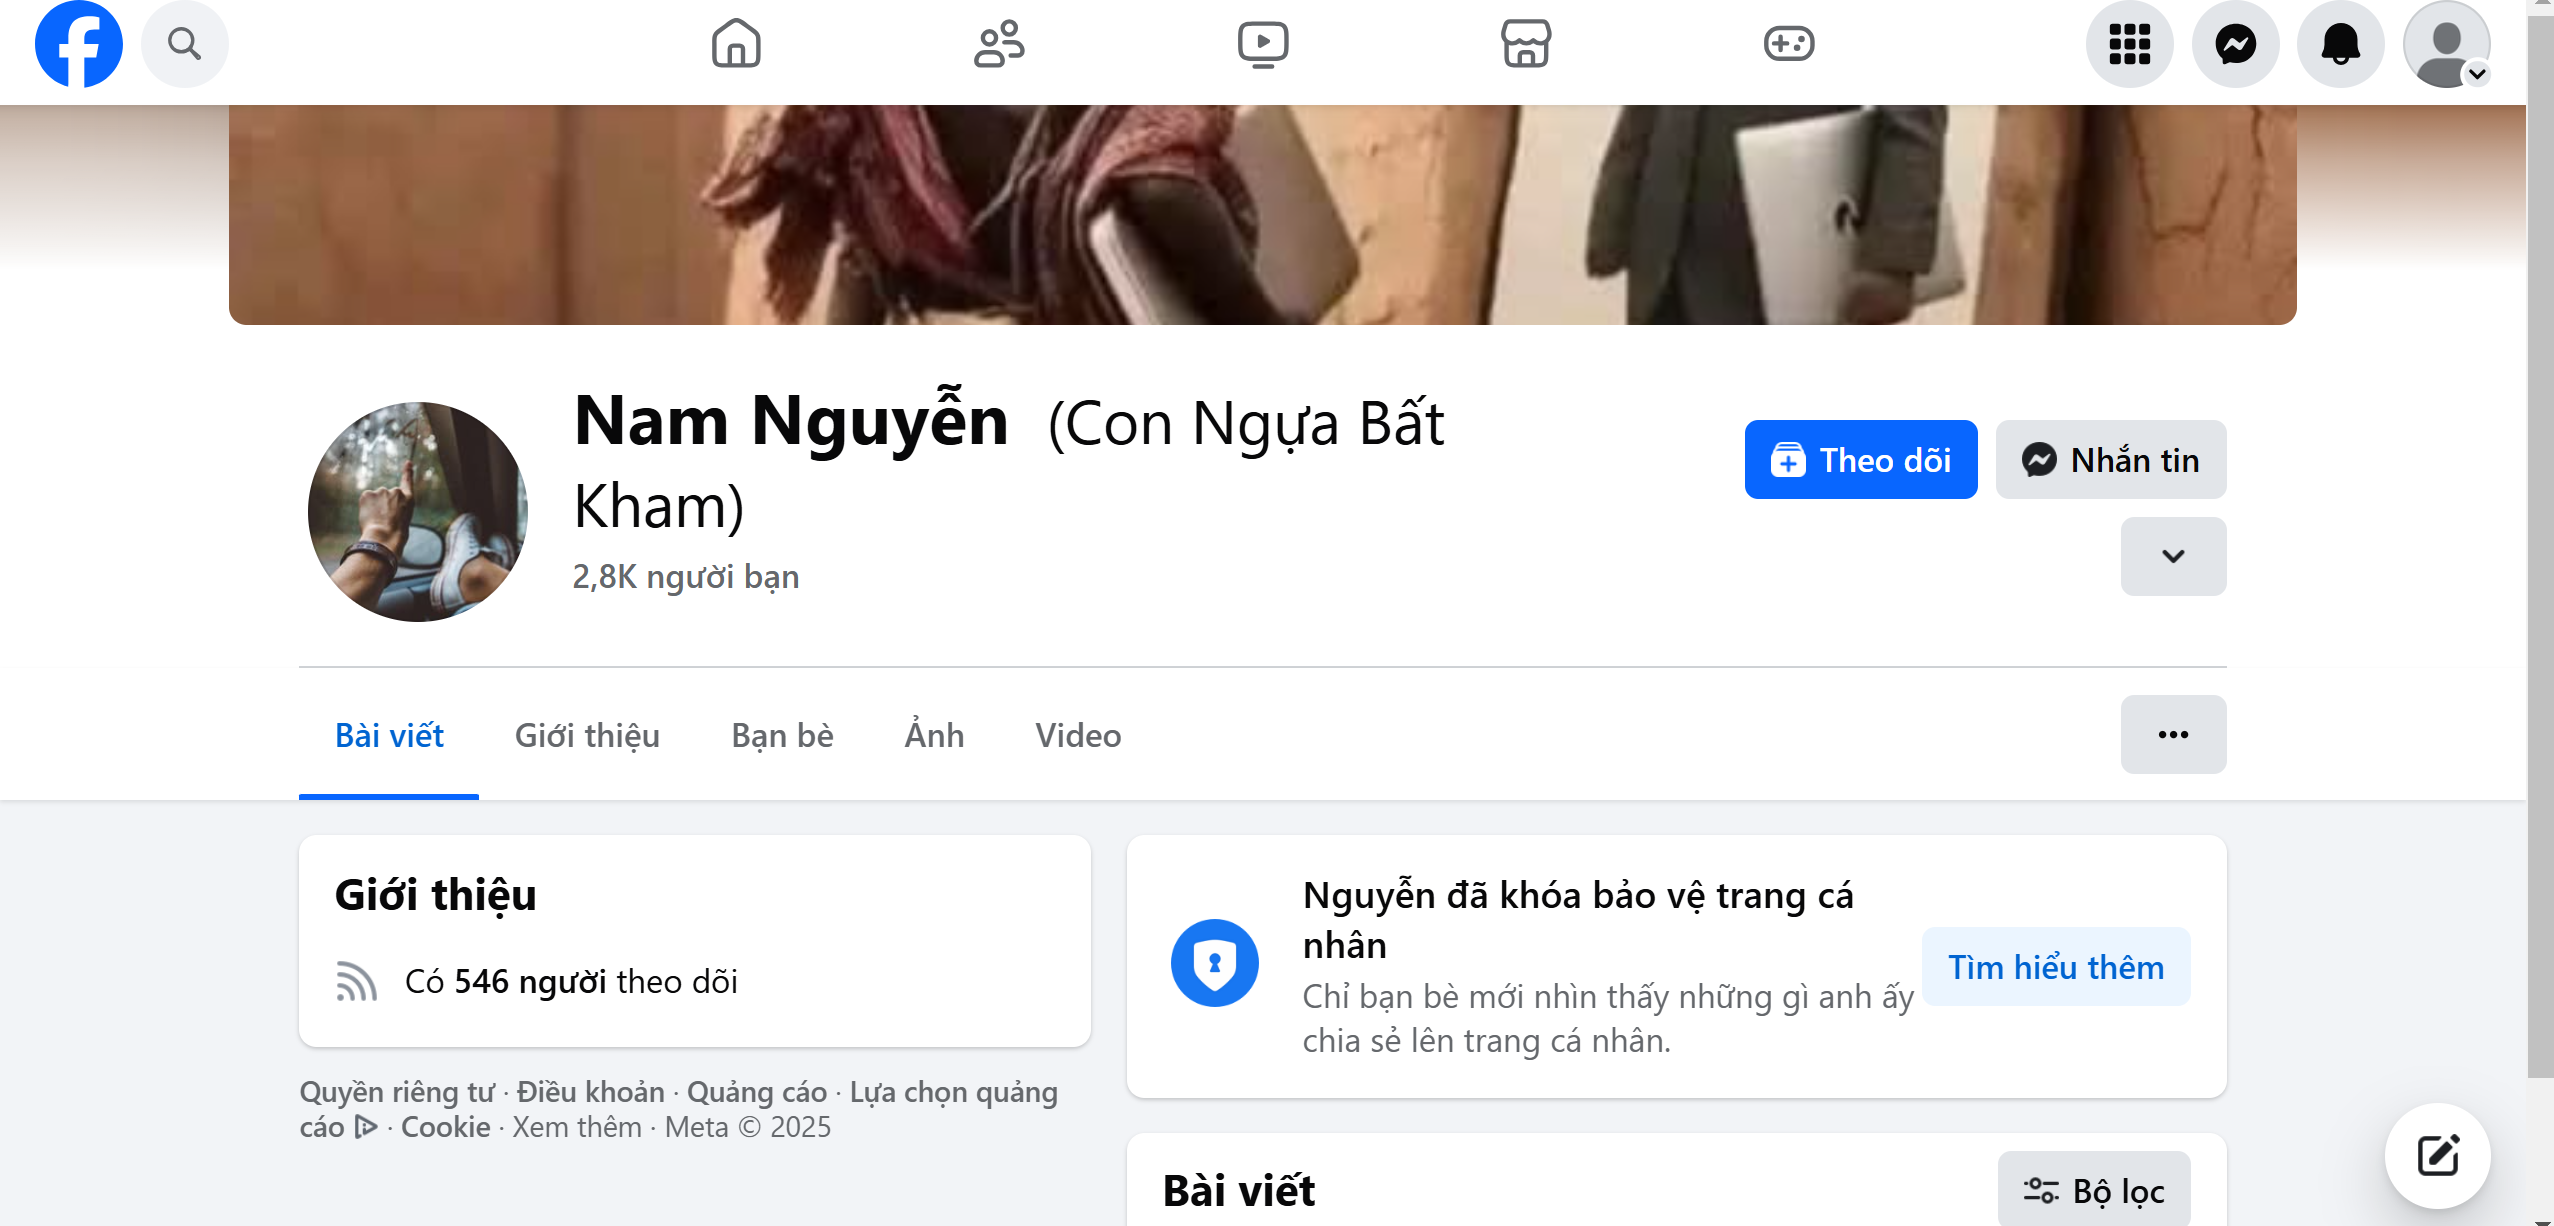 Nam Nguyễn (Con Ngựa Bất
Kham)
2,8K người bạn
Theo dõi
Nhắn tin
Bài viết
Giới thiệu
Bạn bè
Ảnh
Video
Giới thiệu
Có 546 người theo dõi
Quyền riêng tư · Điều khoản · Quảng cáo · Lựa chọn quảng
cáo · Cookie · Xem thêm · Meta © 2025
Nguyễn đã khóa bảo vệ trang cá
nhân
Chỉ bạn bè mới nhìn thấy những gì anh ấy
chia sẻ lên trang cá nhân.
Tìm hiểu thêm
Bài viết
Bộ lọc